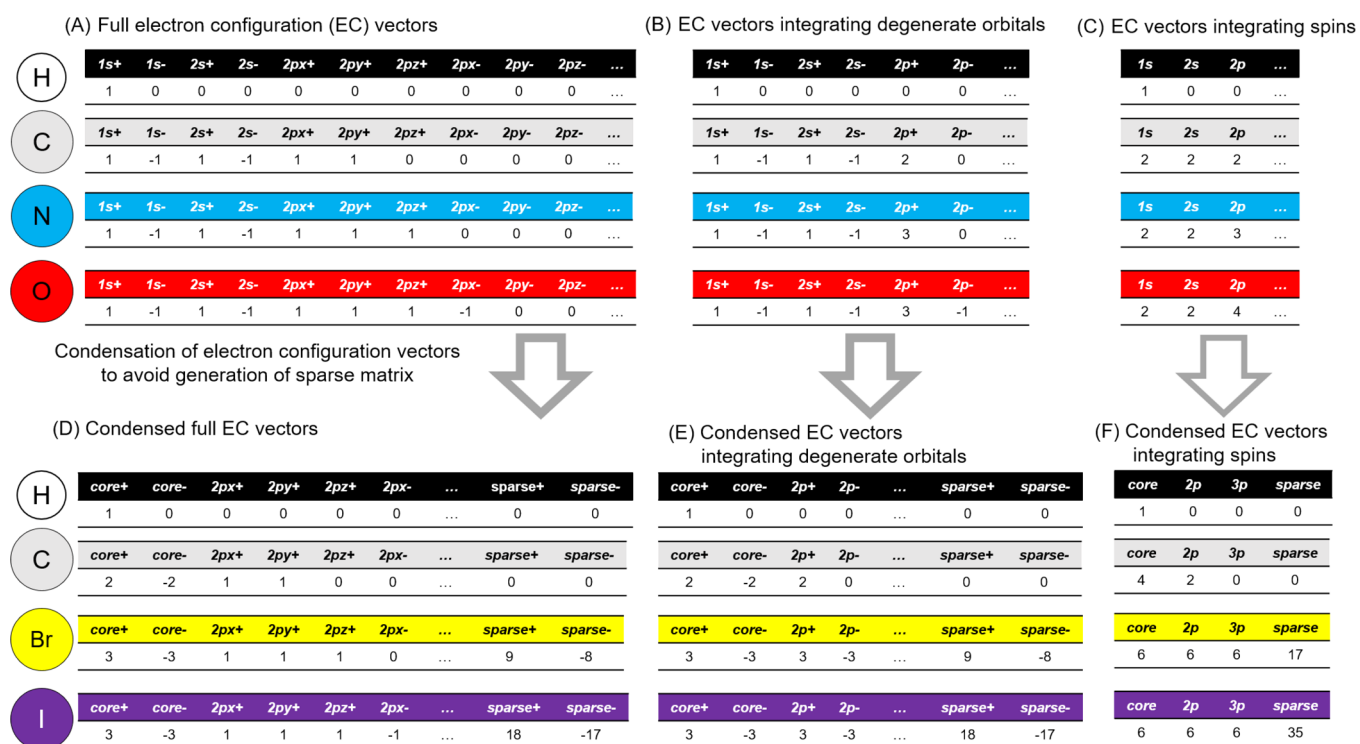 (A) Full electron configuration (EC) vectors
(B) EC vectors integrating degenerate orbitals
(C) EC vectors integrating spins
H
1s+ 1s- 2s+ 2s- 2px+ 2py+ 2pz+ 2px- 2py- 2pz- ...
1 0 0 0 0 0 0 0 0 0 ...
1s+ 1s- 2s+ 2s- 2p+ 2p- ...
1 0 0 0 0 0 ...
1s 2s 2p ...
1 0 0 ...
C
1s+ 1s- 2s+ 2s- 2px+ 2py+ 2pz+ 2px- 2py- 2pz- ...
1 -1 1 -1 1 1 0 0 0 0 ...
1s+ 1s- 2s+ 2s- 2p+ 2p- ...
1 -1 1 -1 2 0 ...
1s 2s 2p ...
2 2 2 ...
N
1s+ 1s- 2s+ 2s- 2px+ 2py+ 2pz+ 2px- 2py- 2pz- ...
1 -1 1 -1 1 1 1 0 0 0 ...
1s+ 1s- 2s+ 2s- 2p+ 2p- ...
1 -1 1 -1 3 0 ...
1s 2s 2p ...
2 2 3 ...
O
1s+ 1s- 2s+ 2s- 2px+ 2py+ 2pz+ 2px- 2py- 2pz- ...
1 -1 1 -1 1 1 1 -1 0 0 ...
1s+ 1s- 2s+ 2s- 2p+ 2p- ...
1 -1 1 -1 3 -1 ...
1s 2s 2p ...
2 2 4 ...
Condensation of electron configuration vectors
to avoid generation of sparse matrix
(D) Condensed full EC vectors
(E) Condensed EC vectors
integrating degenerate orbitals
(F) Condensed EC vectors
integrating spins
H
core+ core- 2px+ 2py+ 2pz+ 2px- ... sparse+ sparse-
1 0 0 0 0 0 ... 0 0
core+ core- 2p+ 2p- ... sparse+ sparse-
1 0 0 0 ... 0 0
core 2p 3p sparse
1 0 0 0
C
core+ core- 2px+ 2py+ 2pz+ 2px- ... sparse+ sparse-
2 -2 1 1 0 0 ... 0 0
core+ core- 2p+ 2p- ... sparse+ sparse-
2 -2 2 0 ... 0 0
core 2p 3p sparse
4 2 0 0
Br
core+ core- 2px+ 2py+ 2pz+ 2px- ... sparse+ sparse-
3 -3 1 1 1 0 ... 9 -8
core+ core- 2p+ 2p- ... sparse+ sparse-
3 -3 3 -3 ... 9 -8
core 2p 3p sparse
6 6 6 17
I
core+ core- 2px+ 2py+ 2pz+ 2px- ... sparse+ sparse-
3 -3 1 1 1 -1 ... 18 -17
core+ core- 2p+ 2p- ... sparse+ sparse-
3 -3 3 -3 ... 18 -17
core 2p 3p sparse
6 6 6 35